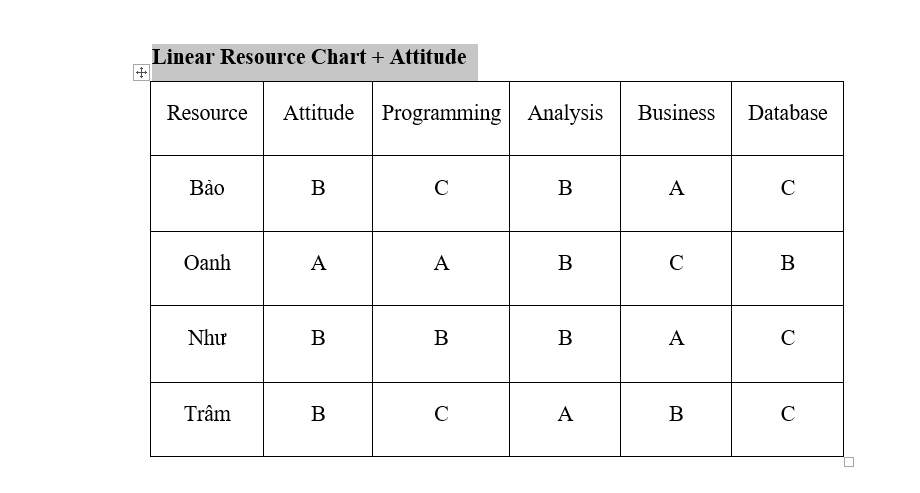 Linear Resource Chart + Attitude
Resource Attitude Programming Analysis Business Database
Bảo B C B A C
Oanh A A B C B
Như B B B A C
Trâm B C A B C